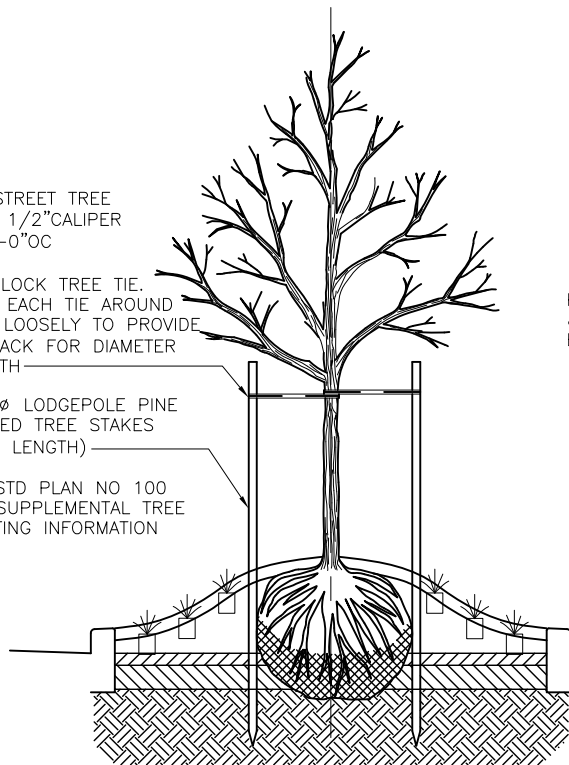 STREET TREE
1/2"CALIPER
-0"OC
LOCK TREE TIE.
EACH TIE AROUND
LOOSELY TO PROVIDE
ACK FOR DIAMETER
TH
Ø LODGEPOLE PINE
ED TREE STAKES
LENGTH)
STD PLAN NO 100
SUPPLEMENTAL TREE
TING INFORMATION